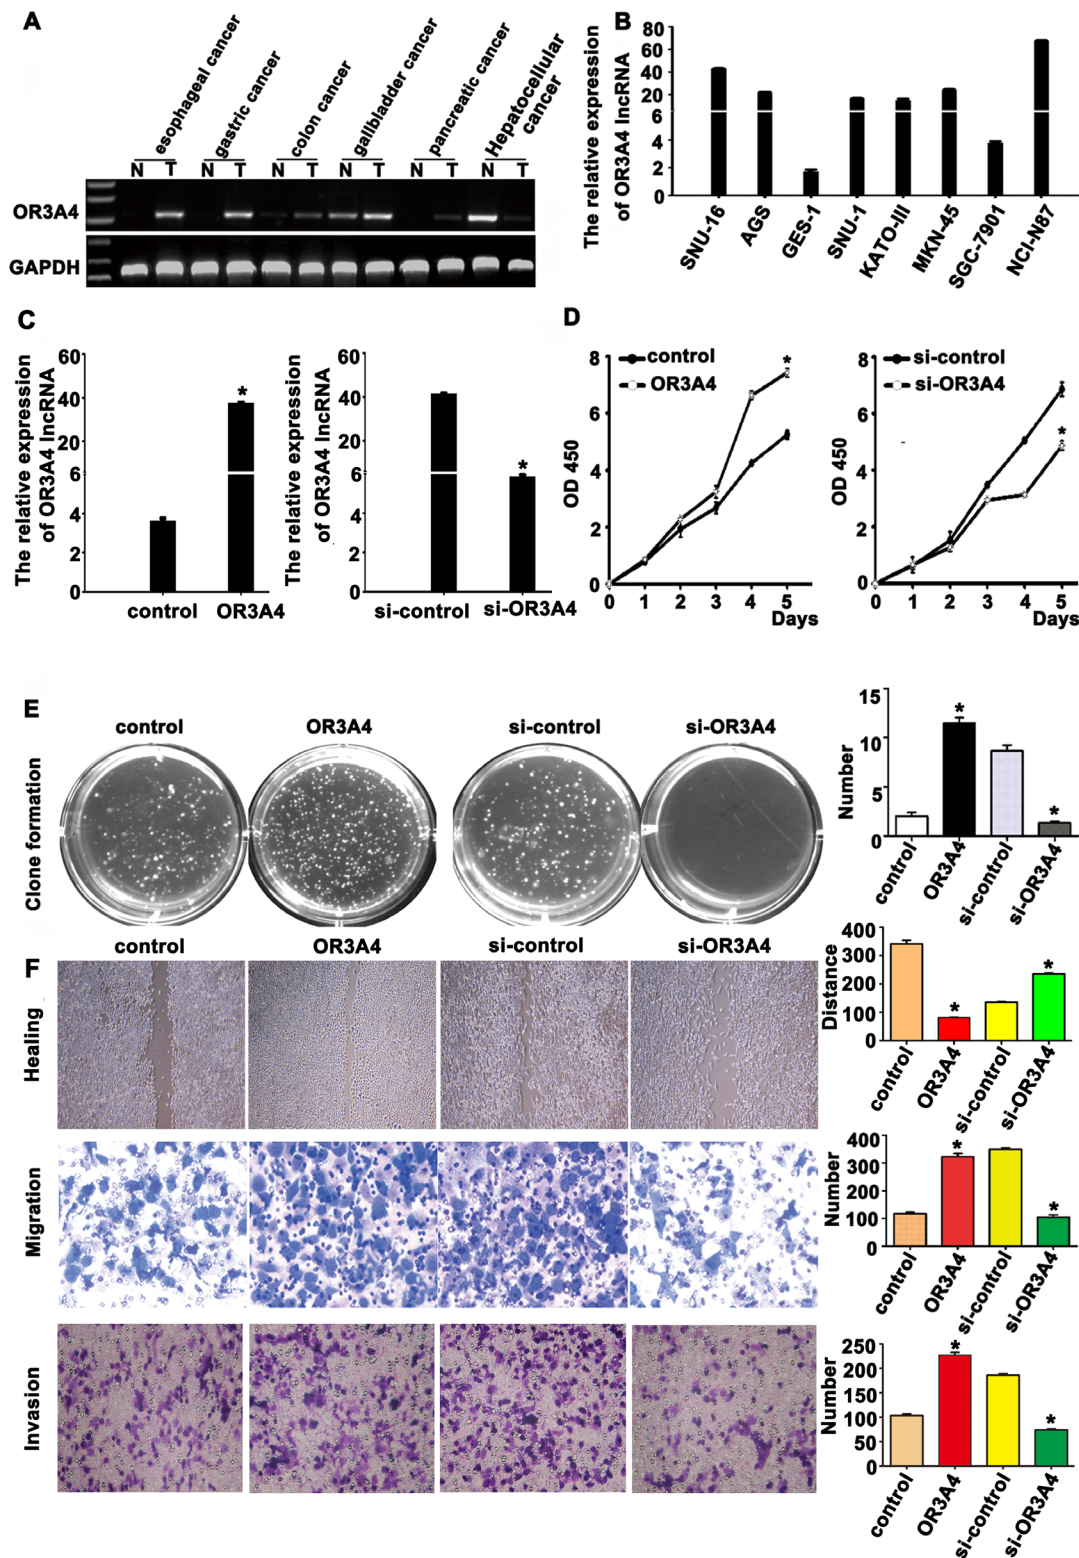 A
esophageal cancer
gastric cancer
colon cancer
gallbladder cancer
pancreatic cancer
Hepatocellular
cancer
N T N T N T N T N T N T
OR3A4
GAPDH
B
The relative expression
of OR3A4 lncRNA
80
60
40
20
6
4
2
0
SNU-16
AGS
GES-1
SNU-1
KATO-III
MKN-45
SGC-7901
NCI-N87
C
The relative expression
of OR3A4 lncRNA
60
40
20
6
4
2
0
*
control
OR3A4
The relative expression
of OR3A4 lncRNA
60
40
20
6
4
2
0
*
si-control
si-OR3A4
D
OD 450
8
6
4
2
0
control
OR3A4
*
0 1 2 3 4 5
Days
OD 450
8
6
4
2
0
si-control
si-OR3A4
*
0 1 2 3 4 5
Days
E
Clone formation
control
OR3A4
si-control
si-OR3A4
Number
15
10
5
0
*
*
control
OR3A4
si-control
si-OR3A4
F
control
OR3A4
si-control
si-OR3A4
Healing
Distance
400
300
200
100
0
*
*
control
OR3A4
si-control
si-OR3A4
Migration
Number
400
300
200
100
0
*
*
control
OR3A4
si-control
si-OR3A4
Invasion
Number
250
200
150
100
50
0
*
*
control
OR3A4
si-control
si-OR3A4